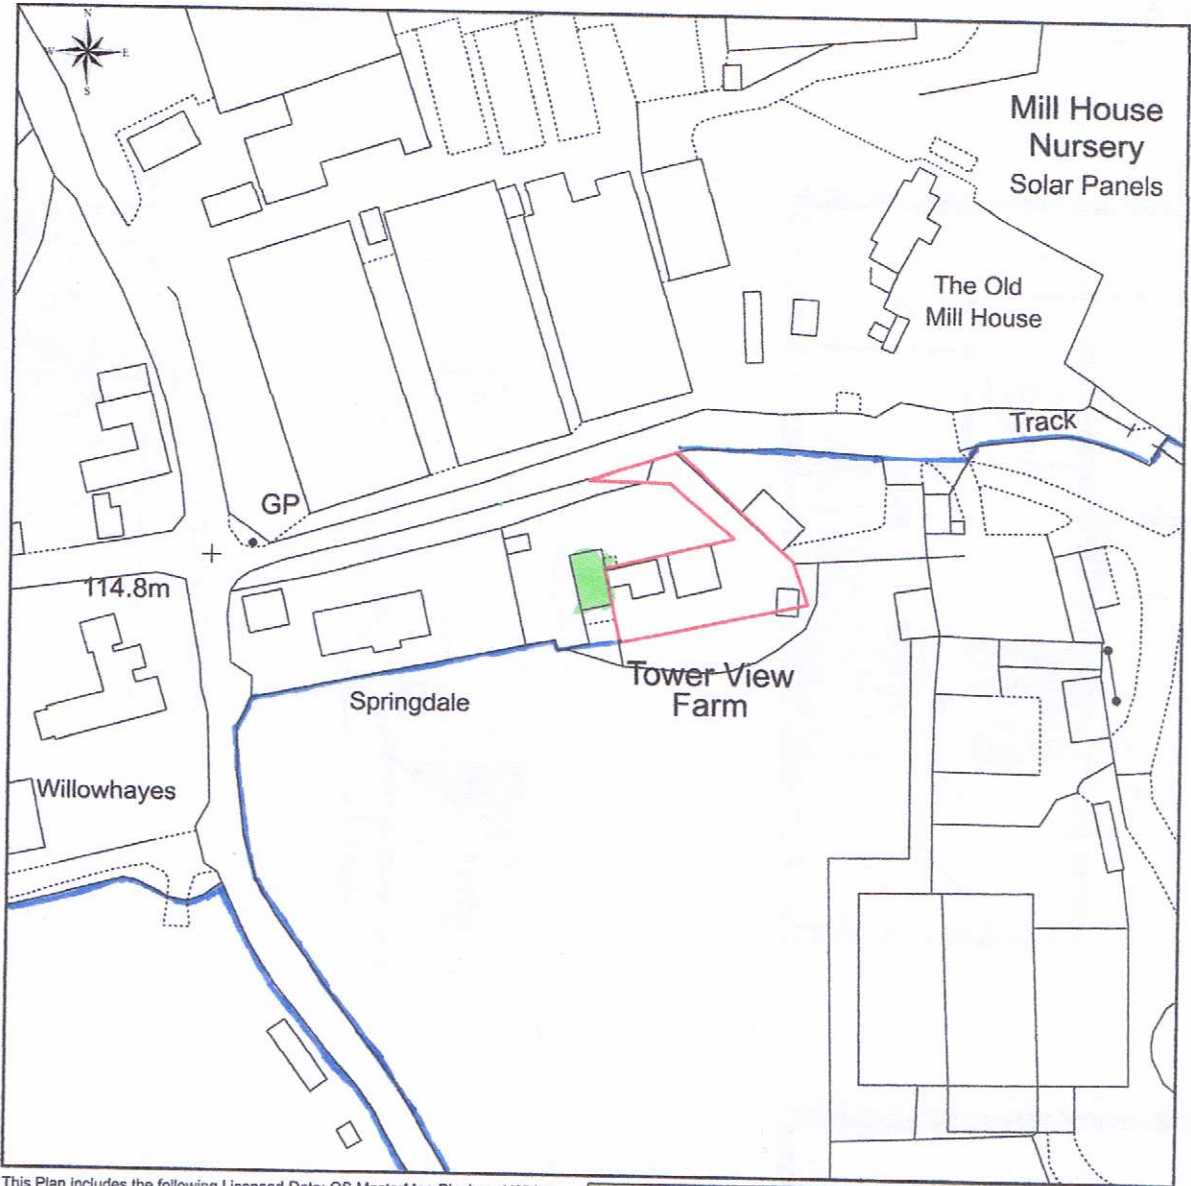 N
W E
S
Mill House
Nursery
Solar Panels
The Old
Mill House
Track
GP
114.8m
Tower View
Farm
Springdale
Willowhayes
This Plan includes the following Licensed Data: OS MasterMap